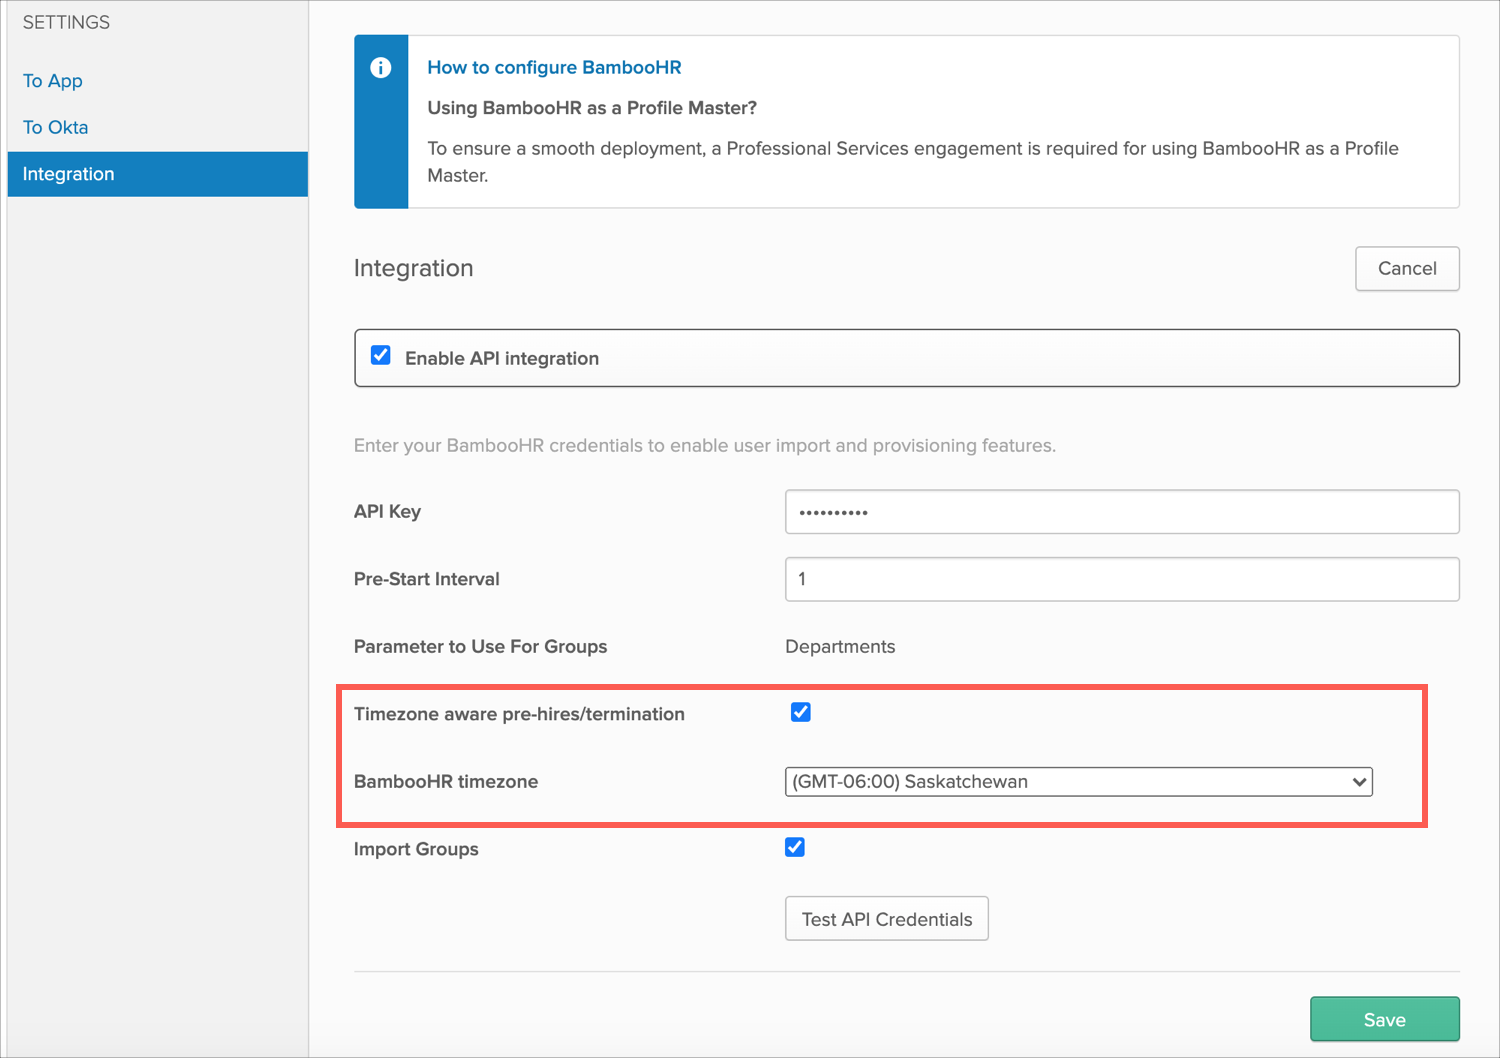 SETTINGS
To App
To Okta
Integration
How to configure BambooHR
Using BambooHR as a Profile Master?
To ensure a smooth deployment, a Professional Services engagement is required for using BambooHR as a Profile
Master.
Integration
Cancel
Enable API integration
Enter your BambooHR credentials to enable user import and provisioning features.
API Key
••••••••••
Pre-Start Interval
1
Parameter to Use For Groups
Departments
Timezone aware pre-hires/termination
BambooHR timezone
(GMT-06:00) Saskatchewan
Import Groups
Test API Credentials
Save